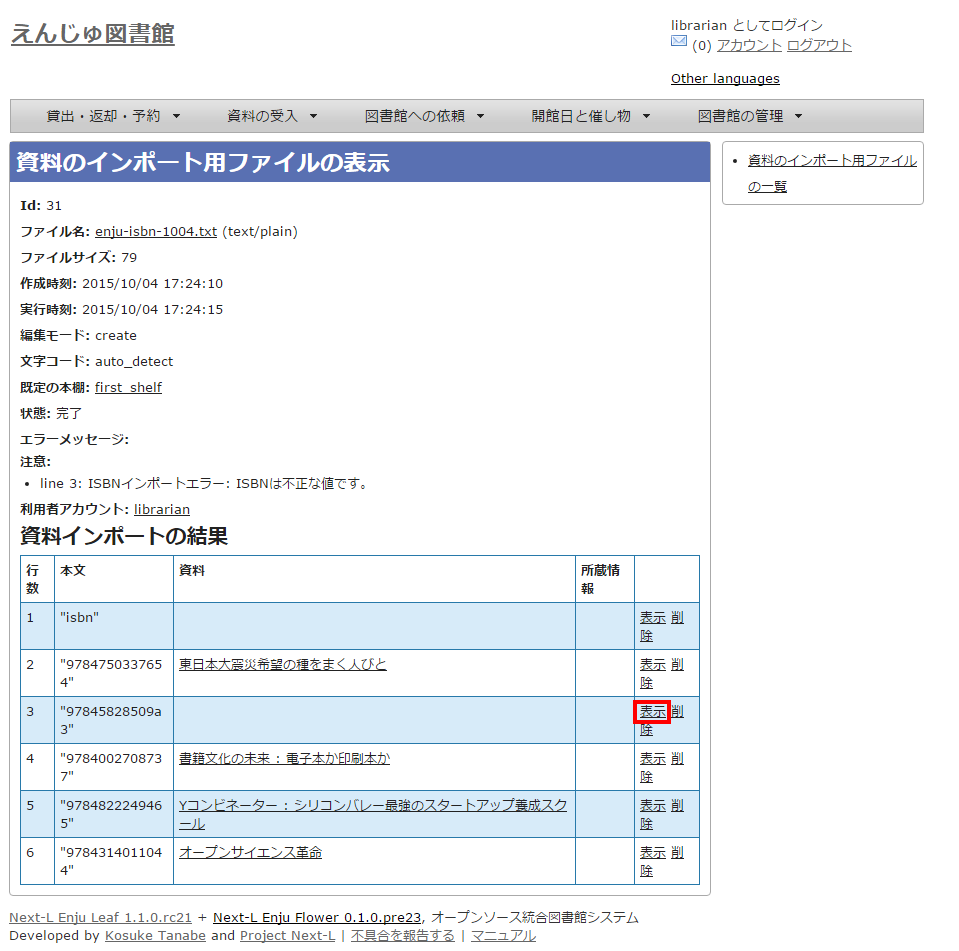 えんじゅ図書館
librarian としてログイン
(0) アカウント ログアウト
Other languages
貸出・返却・予約 ▼ 資料の受入 ▼ 図書館への依頼 ▼ 開館日と催し物 ▼ 図書館の管理 ▼
資料のインポート用ファイルの表示
• 資料のインポート用ファイル
の一覧
Id: 31
ファイル名: enju-isbn-1004.txt (text/plain)
ファイルサイズ: 79
作成時刻: 2015/10/04 17:24:10
実行時刻: 2015/10/04 17:24:15
編集モード: create
文字コード: auto_detect
既定の本棚: first_shelf
状態: 完了
エラーメッセージ:
注意:
• line 3: ISBNインポートエラー: ISBNは不正な値です。
利用者アカウント: librarian
資料インポートの結果
行
数
本文
資料
所蔵情
報
1 "isbn" 表示 削
除
2 "978475033765 東日本大震災希望の種をまく人びと 表示 削
4" 除
3 "97845828509a 表示 削
3" 除
4 "978400270873 書籍文化の未来 : 電子本か印刷本か 表示 削
7" 除
5 "978482224946 Yコンビネーター : シリコンバレー最強のスタートアップ養成スク 表示 削
5" ール 除
6 "978431401104 オープンサイエンス革命 表示 削
4" 除
Next-L Enju Leaf 1.1.0.rc21 + Next-L Enju Flower 0.1.0.pre23, オープンソース統合図書館システム
Developed by Kosuke Tanabe and Project Next-L | 不具合を報告する | マニュアル